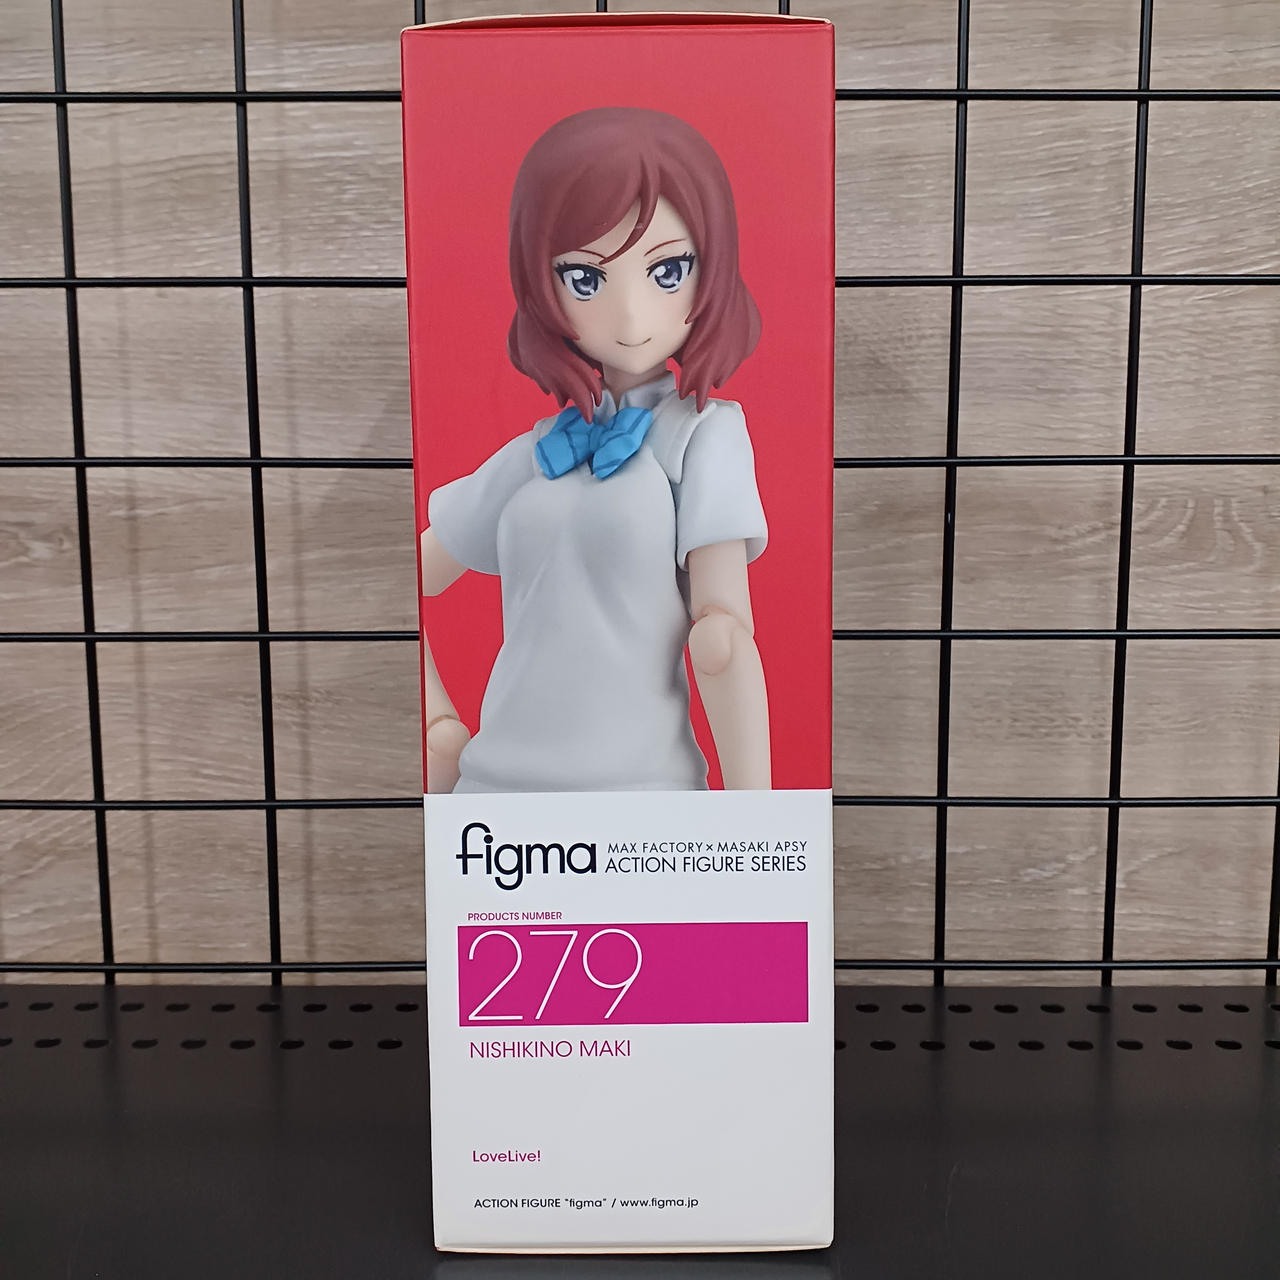 figma
MAX FACTORY × MASAKI APSY
ACTION FIGURE SERIES
PRODUCTS NUMBER
279
NISHIKINO MAKI
LoveLive!
ACTION FIGURE "figma" / www.figma.jp